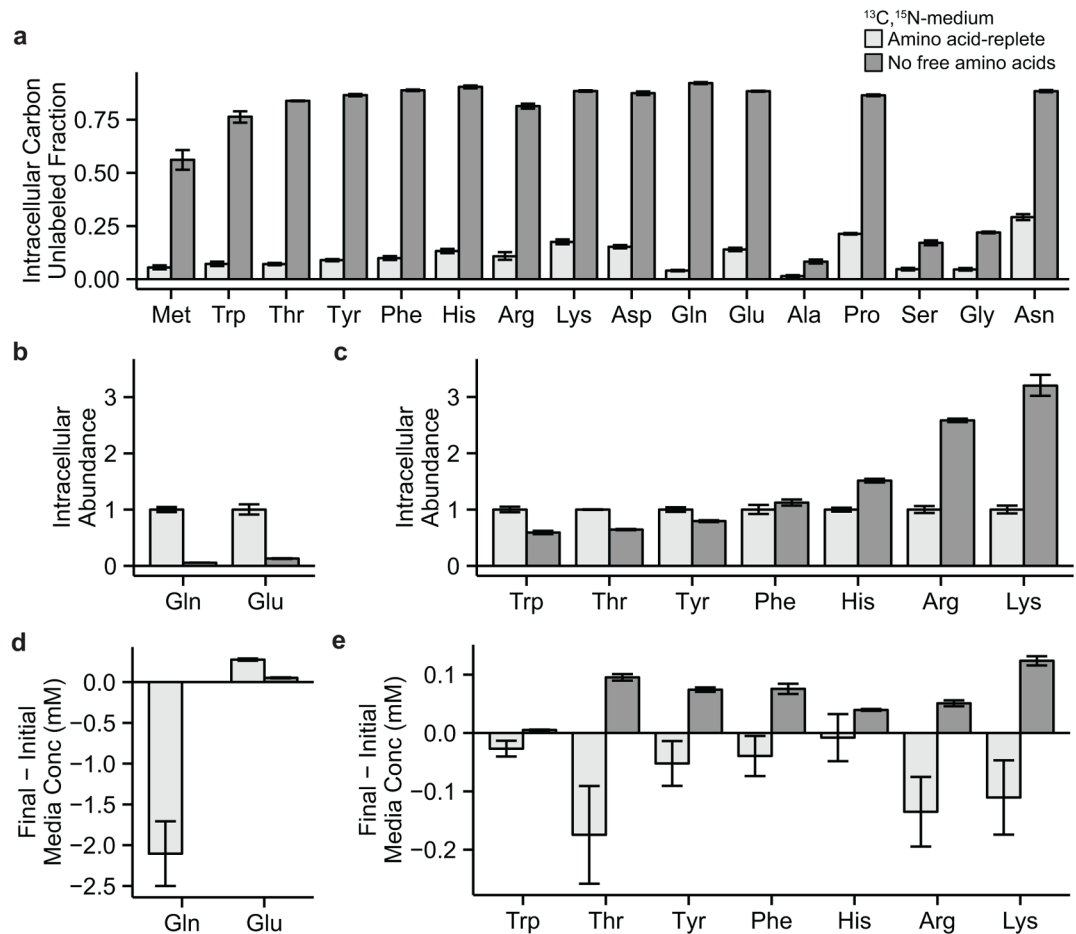 ¹³C,¹⁵N-medium
Amino acid-replete
No free amino acids
a
Intracellular Carbon
Unlabeled Fraction
0.75
0.50
0.25
0.00
Met Trp Thr Tyr Phe His Arg Lys Asp Gln Glu Ala Pro Ser Gly Asn
b
Intracellular
Abundance
3
2
1
0
Gln Glu
c
Intracellular
Abundance
3
2
1
0
Trp Thr Tyr Phe His Arg Lys
d
Final − Initial
Media Conc (mM)
0.0
−0.5
−1.0
−1.5
−2.0
−2.5
Gln Glu
e
Final − Initial
Media Conc (mM)
0.1
0.0
−0.1
−0.2
Trp Thr Tyr Phe His Arg Lys